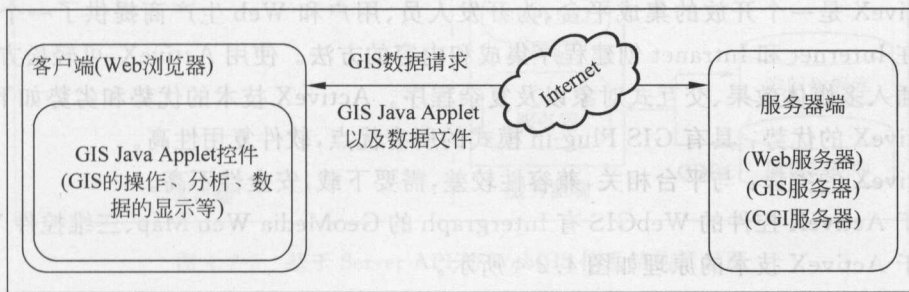 客户端(Web浏览器)
GIS Java Applet控件
(GIS的操作、分析、数
据的显示等)
GIS数据请求
GIS Java Applet
以及数据文件
Internet
服务器端
(Web服务器)
(GIS服务器)
(CGI服务器)